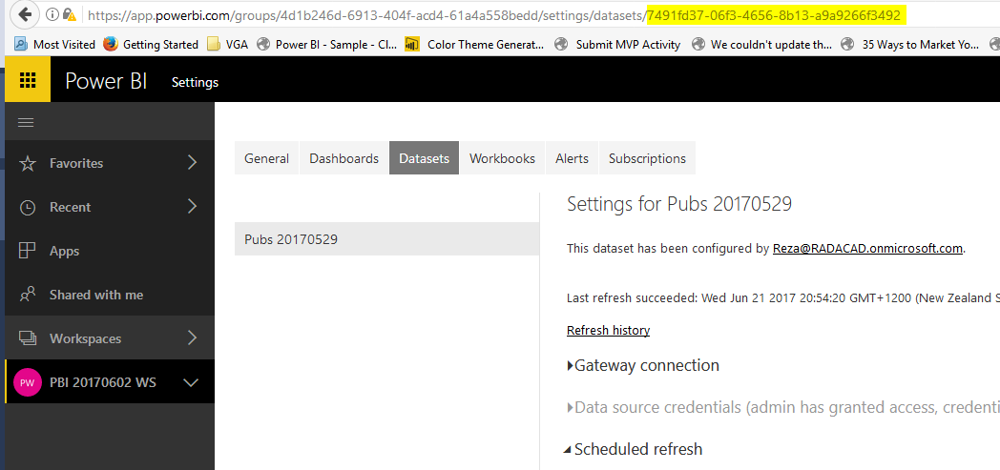 https://app.powerbi.com/groups/4d1b246d-6913-404f-acd4-61a4a558bedd/settings/datasets/7491fd37-06f3-4656-8b13-a9a9266f3492
Most Visited Getting Started VGA Power BI - Sample - Cl... Color Theme Generat... Submit MVP Activity We couldn't update th... 35 Ways to Market Yo...
Power BI Settings
Favorites
Recent
Apps
Shared with me
Workspaces
PW PBI 20170602 WS
General Dashboards Datasets Workbooks Alerts Subscriptions
Pubs 20170529
Settings for Pubs 20170529
This dataset has been configured by Reza@RADACAD.onmicrosoft.com.
Last refresh succeeded: Wed Jun 21 2017 20:54:20 GMT+1200 (New Zealand S
Refresh history
Gateway connection
Data source credentials (admin has granted access, credenti
Scheduled refresh